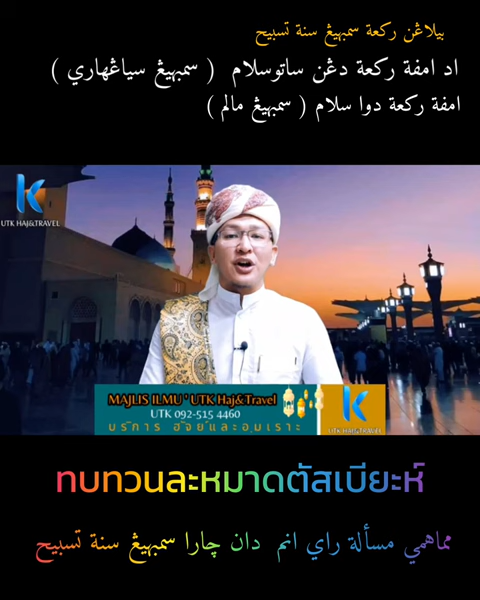 بيلاڠن ركعة سمبهيڠ سنة تسبيح
اد امفة ركعة دڠن ساتوسلام ( سمبهيڠ سياڠهاري )
امفة ركعة دوا سلام ( سمبهيڠ مالم )
UTK HAJ&TRAVEL
MAJLIS ILMU ' UTK Haj&Travel
UTK 092-515 4460
บริการ ฮัจย์และอุมเราะ
UTK HAJ&TRAVEL
ทบทวนละหมาดตัสเบียะห์
مماهمي مسألة راي انم دان چارا سمبهيڠ سنة تسبيح